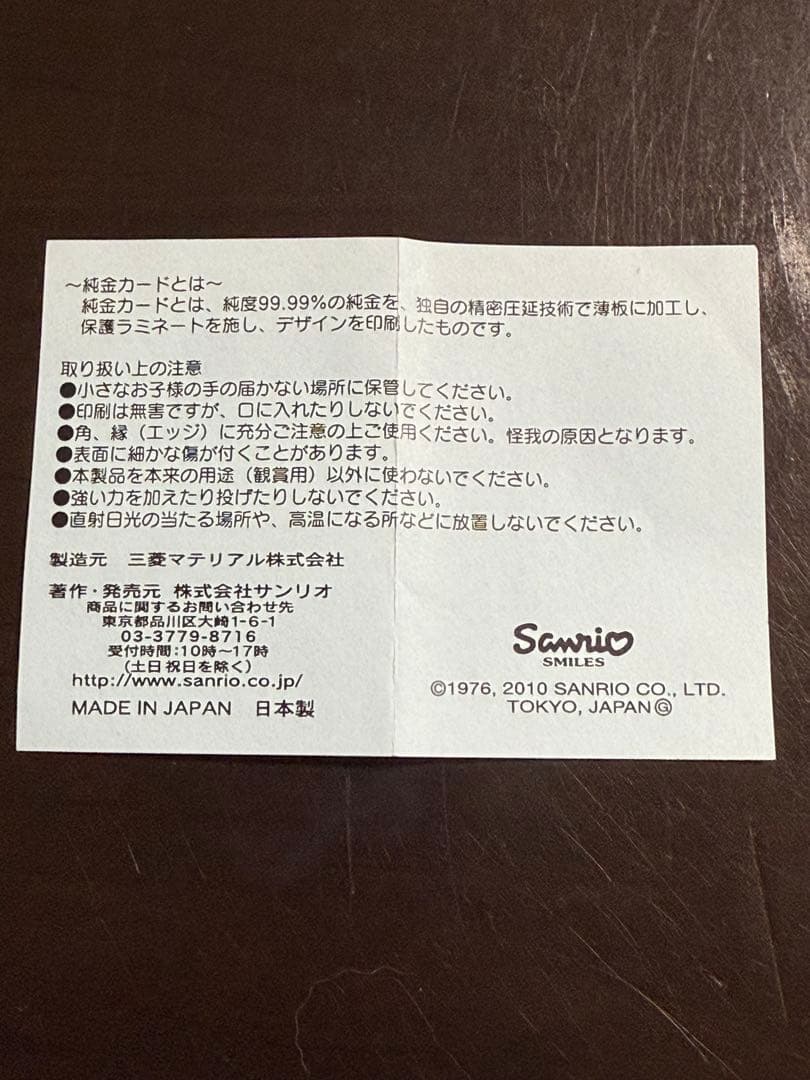 ～純金カードとは～
純金カードとは、純度99.99%の純金を、独自の精密圧延技術で薄板に加工し、
保護ラミネートを施し、デザインを印刷したものです。
取り扱い上の注意
●小さなお子様の手の届かない場所に保管してください。
●印刷は無害ですが、口に入れたりしないでください。
●角、縁（エッジ）に充分ご注意の上ご使用ください。怪我の原因となります。
●表面に細かな傷が付くことがあります。
●本製品を本来の用途（観賞用）以外に使わないでください。
●強い力を加えたり投げたりしないでください。
●直射日光の当たる場所や、高温になる所などに放置しないでください。
製造元 三菱マテリアル株式会社
著作・発売元 株式会社サンリオ
商品に関するお問い合わせ先
東京都品川区大崎1-6-1
03-3779-8716
受付時間：10時～17時
（土日祝日を除く）
http://www.sanrio.co.jp/
MADE IN JAPAN 日本製
Sanrio
SMILES
©1976, 2010 SANRIO CO., LTD.
TOKYO, JAPAN Ⓖ